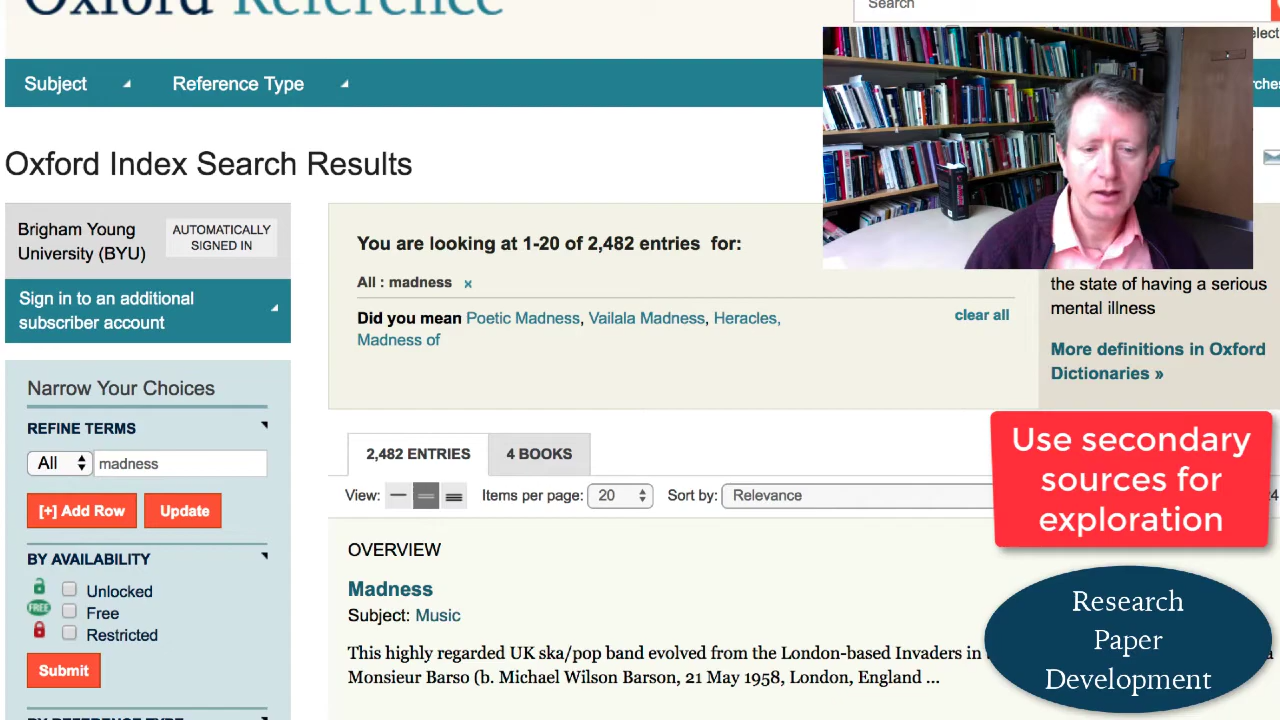 Oxford Reference
Search
Subject
Reference Type
Oxford Index Search Results
Brigham Young
University (BYU)
AUTOMATICALLY
SIGNED IN
Sign in to an additional
subscriber account
Narrow Your Choices
REFINE TERMS
All
madness
[+] Add Row
Update
BY AVAILABILITY
Unlocked
FREE
Free
Restricted
Submit
BY REFERENCE TYPE
You are looking at 1-20 of 2,482 entries for:
All : madness x
Did you mean Poetic Madness, Vailala Madness, Heracles,
Madness of
clear all
the state of having a serious
mental illness
More definitions in Oxford
Dictionaries »
2,482 ENTRIES
4 BOOKS
View:
Items per page: 20
Sort by: Relevance
OVERVIEW
Madness
Subject: Music
This highly regarded UK ska/pop band evolved from the London-based Invaders in
Monsieur Barso (b. Michael Wilson Barson, 21 May 1958, London, England ...
Use secondary
sources for
exploration
Research
Paper
Development